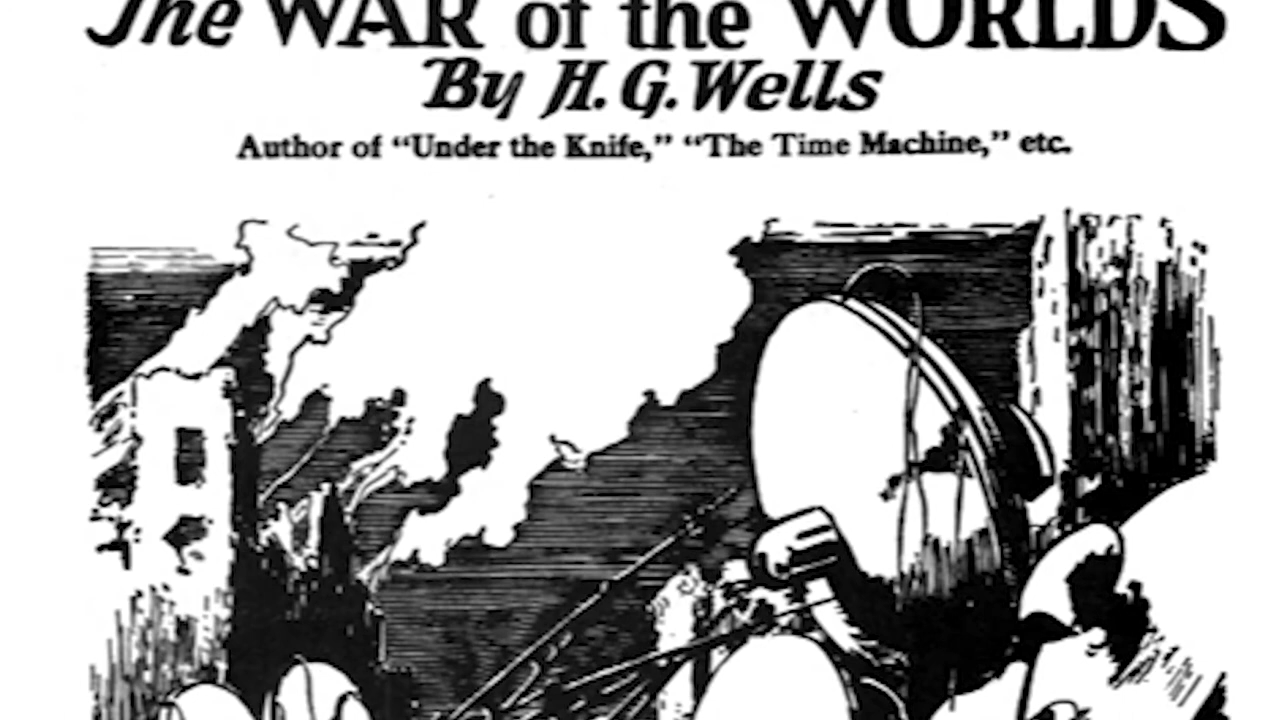 The WAR of the WORLDS
By H. G. Wells
Author of “Under the Knife,” “The Time Machine,” etc.